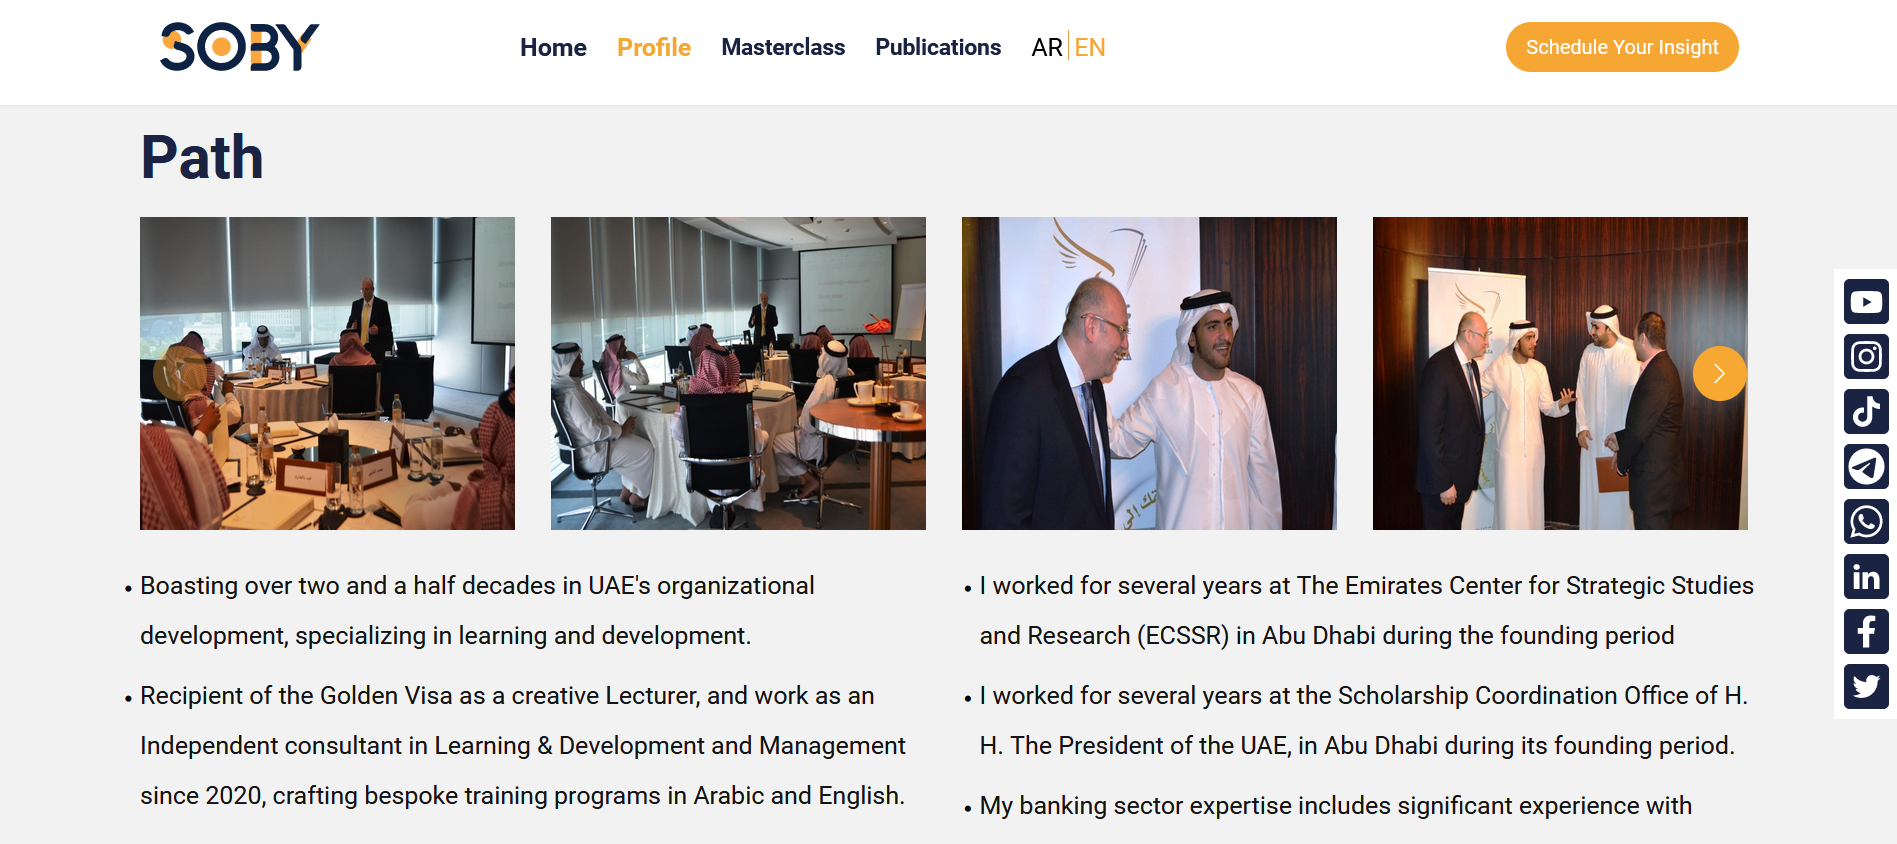 SOBY
Home
Profile
Masterclass
Publications
AR
EN
Schedule Your Insight
Path
• Boasting over two and a half decades in UAE's organizational
development, specializing in learning and development.
• Recipient of the Golden Visa as a creative Lecturer, and work as an
Independent consultant in Learning & Development and Management
since 2020, crafting bespoke training programs in Arabic and English.
• I worked for several years at The Emirates Center for Strategic Studies
and Research (ECSSR) in Abu Dhabi during the founding period
• I worked for several years at the Scholarship Coordination Office of H.
H. The President of the UAE, in Abu Dhabi during its founding period.
• My banking sector expertise includes significant experience with